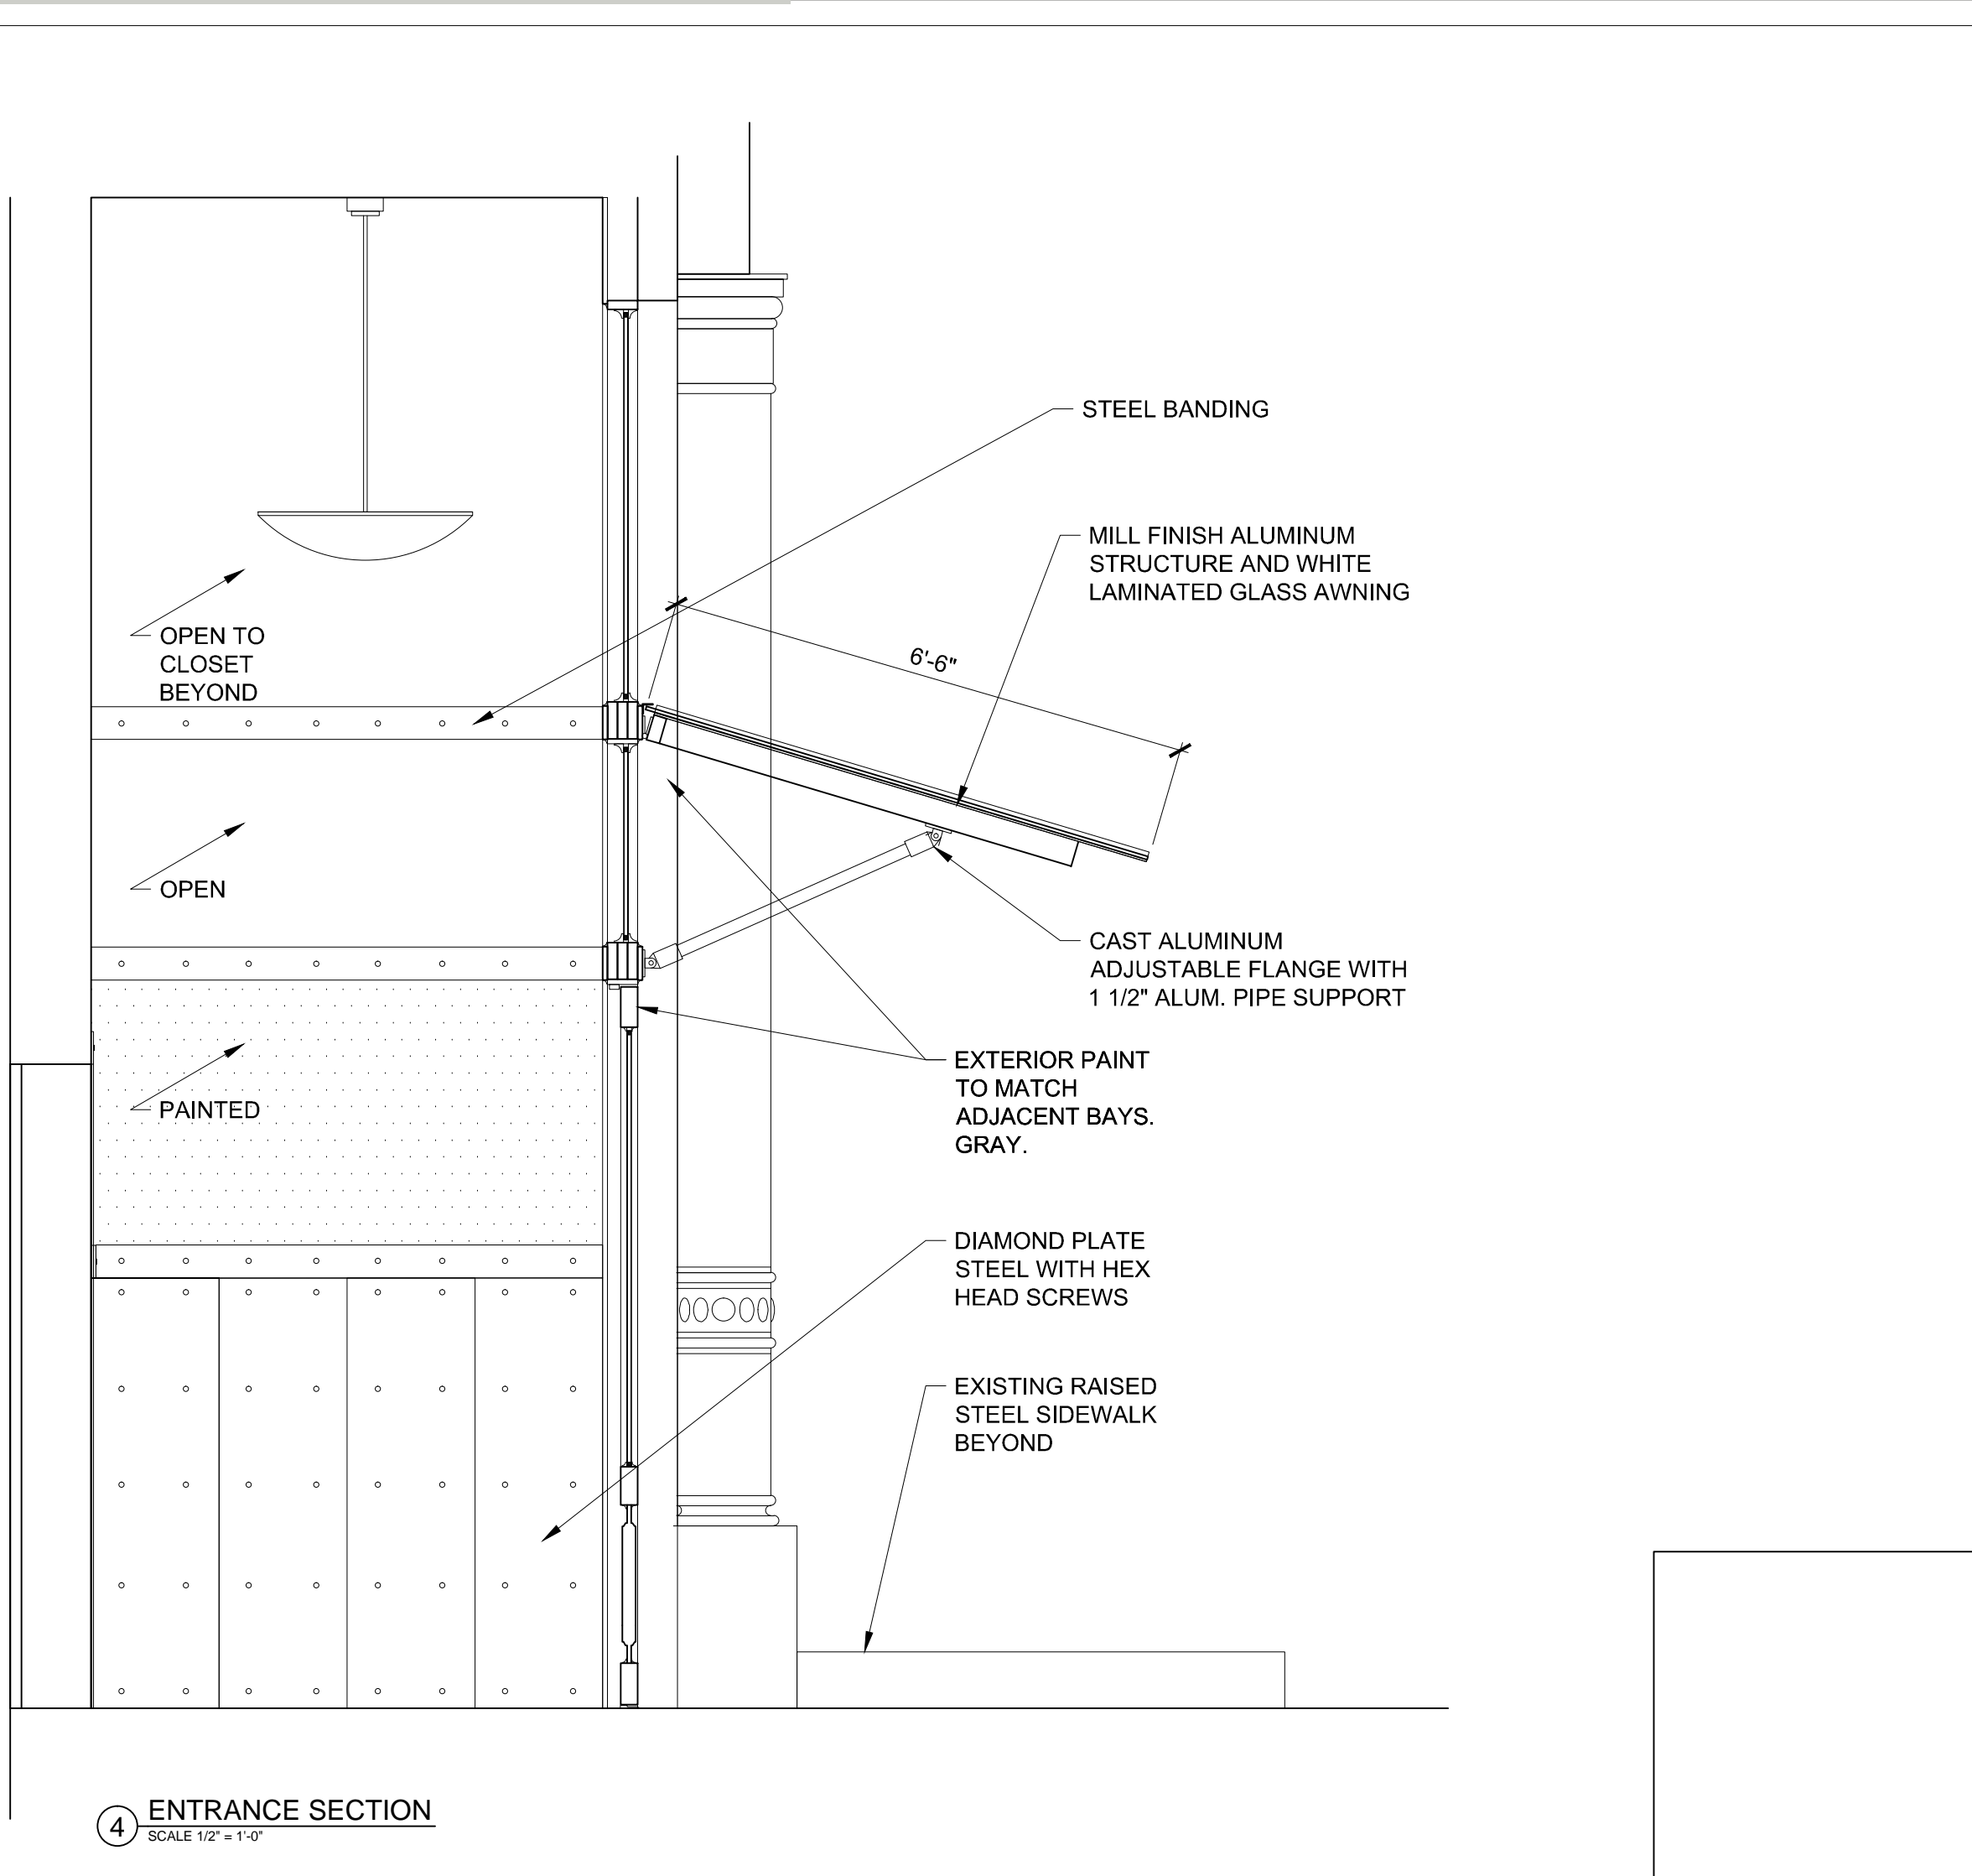 STEEL BANDING
MILL FINISH ALUMINUM
STRUCTURE AND WHITE
LAMINATED GLASS AWNING
OPEN TO
CLOSET
BEYOND
6'-6"
OPEN
CAST ALUMINUM
ADJUSTABLE FLANGE WITH
1 1/2" ALUM. PIPE SUPPORT
EXTERIOR PAINT
TO MATCH
ADJACENT BAYS.
GRAY.
PAINTED
DIAMOND PLATE
STEEL WITH HEX
HEAD SCREWS
EXISTING RAISED
STEEL SIDEWALK
BEYOND
4 ENTRANCE SECTION
SCALE 1/2" = 1'-0"